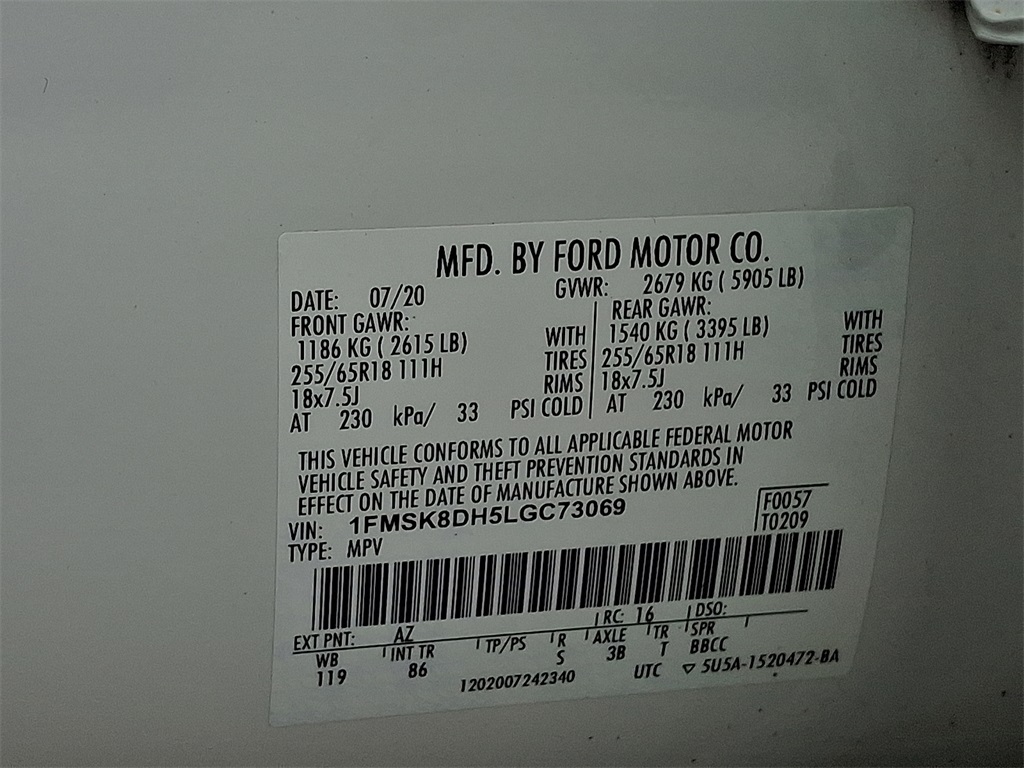 MFD. BY FORD MOTOR CO.
DATE: 07/20 GVWR: 2679 KG ( 5905 LB)
FRONT GAWR: REAR GAWR:
1186 KG ( 2615 LB) WITH 1540 KG ( 3395 LB) WITH
255/65R18 111H TIRES 255/65R18 111H TIRES
18x7.5J RIMS 18x7.5J RIMS
AT 230 kPa/ 33 PSI COLD AT 230 kPa/ 33 PSI COLD
THIS VEHICLE CONFORMS TO ALL APPLICABLE FEDERAL MOTOR
VEHICLE SAFETY AND THEFT PREVENTION STANDARDS IN
EFFECT ON THE DATE OF MANUFACTURE SHOWN ABOVE.
VIN: 1FMSK8DH5LGC73069 F0057
TYPE: MPV T0209
EXT PNT: AZ RC: 16 DSO:
WB INT TR TP/PS R AXLE TR SPR
119 86 S 3B T BBCC
1202007242340 UTC ▽ 5U5A-1520472-BA